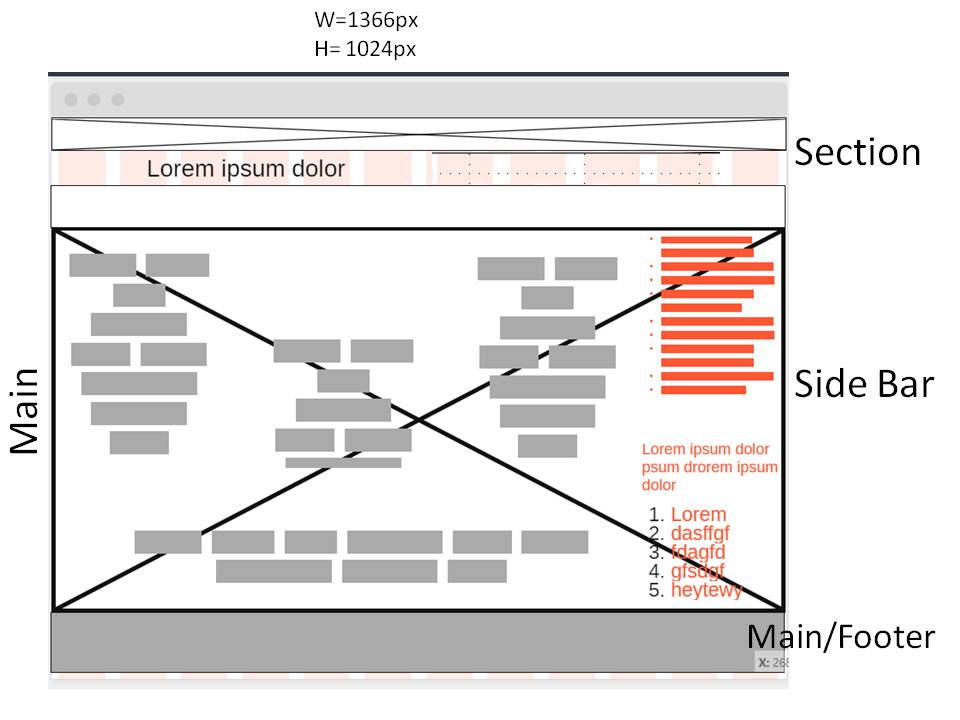 W=1366px
H= 1024px
Section
Lorem ipsum dolor
Main
Side Bar
Lorem ipsum dolor
psum drorem ipsum
dolor
1. Lorem
2. dasffgf
3. fdagfd
4. gfsdgf
5. heytewy
Main/Footer
X: 268